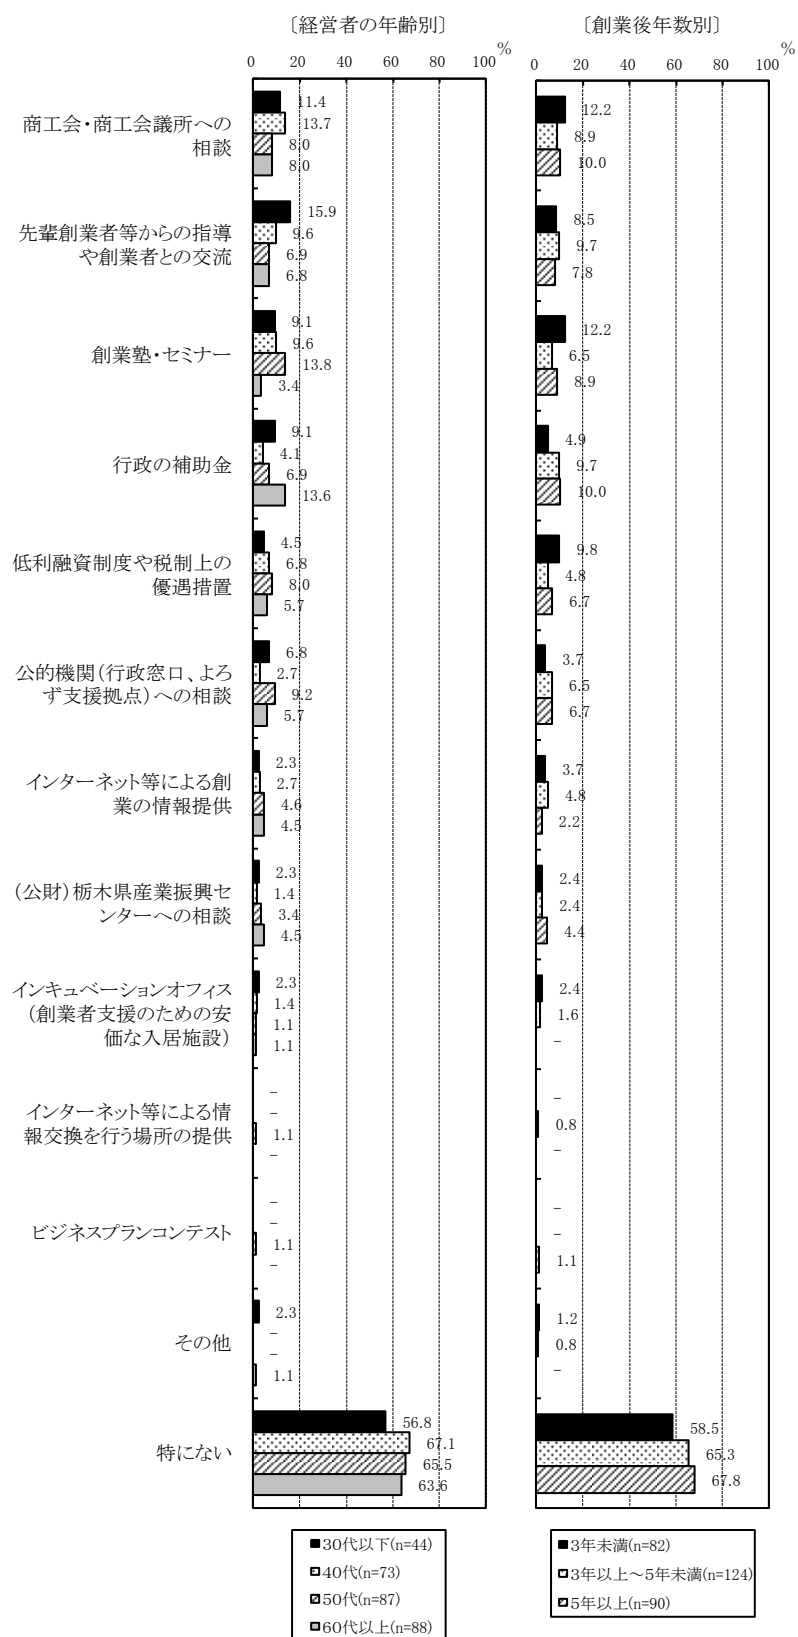 〔経営者の年齢別〕
〔創業後年数別〕
0 20 40 60 80 100 %
0 20 40 60 80 100 %
商工会・商工会議所への
相談
11.4
13.7
8.0
8.0
12.2
8.9
10.0
先輩創業者等からの指導
や創業者との交流
15.9
9.6
6.9
6.8
8.5
9.7
7.8
創業塾・セミナー
9.1
9.6
13.8
3.4
12.2
6.5
8.9
行政の補助金
9.1
4.1
6.9
13.6
4.9
9.7
10.0
低利融資制度や税制上の
優遇措置
4.5
6.8
8.0
5.7
9.8
4.8
6.7
公的機関(行政窓口、よろ
ず支援拠点)への相談
6.8
2.7
9.2
5.7
3.7
6.5
6.7
インターネット等による創
業の情報提供
2.3
2.7
4.6
4.5
3.7
4.8
2.2
(公財)栃木県産業振興セ
ンターへの相談
2.3
1.4
3.4
4.5
2.4
2.4
4.4
インキュベーションオフィス
(創業者支援のための安
価な入居施設)
2.3
1.4
1.1
1.1
2.4
1.6
-
インターネット等による情
報交換を行う場所の提供
-
-
1.1
-
-
0.8
-
ビジネスプランコンテスト
-
-
1.1
-
-
-
1.1
その他
2.3
-
-
1.1
1.2
0.8
-
特にない
56.8
67.1
65.5
63.6
58.5
65.3
67.8
30代以下(n=44)
40代(n=73)
50代(n=87)
60代以上(n=88)
3年未満(n=82)
3年以上～5年未満(n=124)
5年以上(n=90)